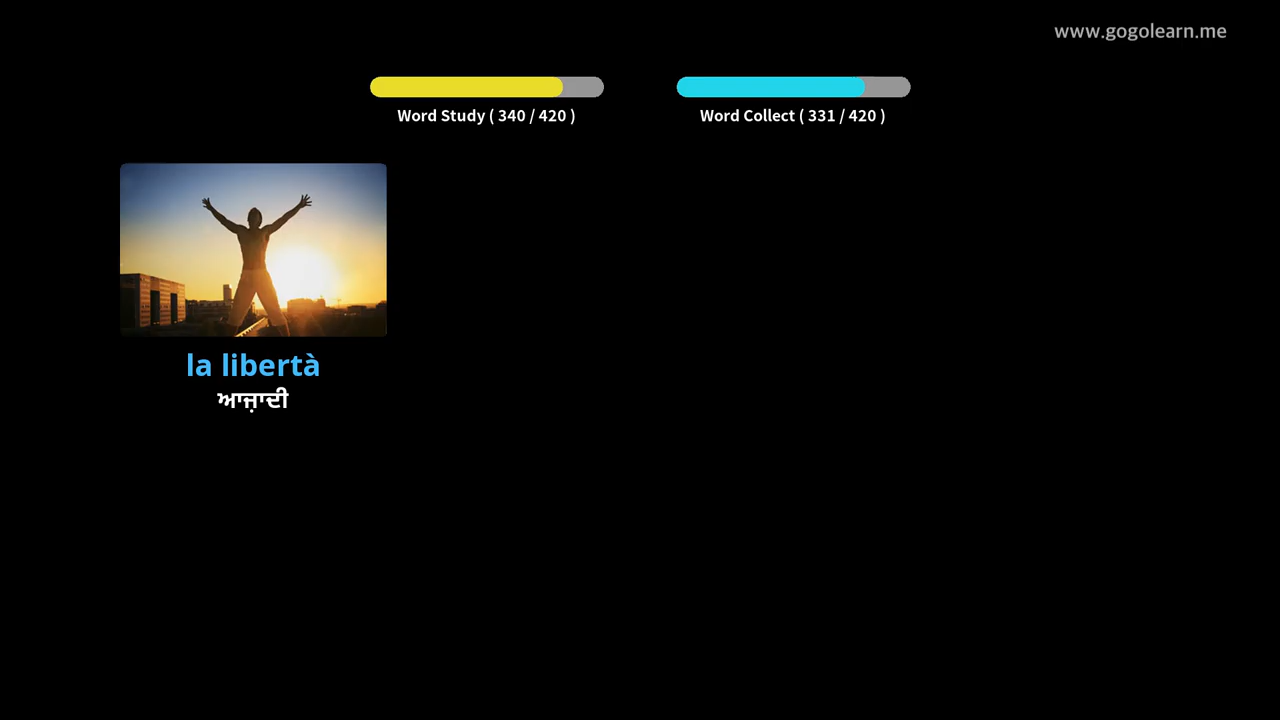 www.gogolearn.me
Word Study ( 340 / 420 )
Word Collect ( 331 / 420 )
la libertà
ਆਜ਼ਾਦੀ